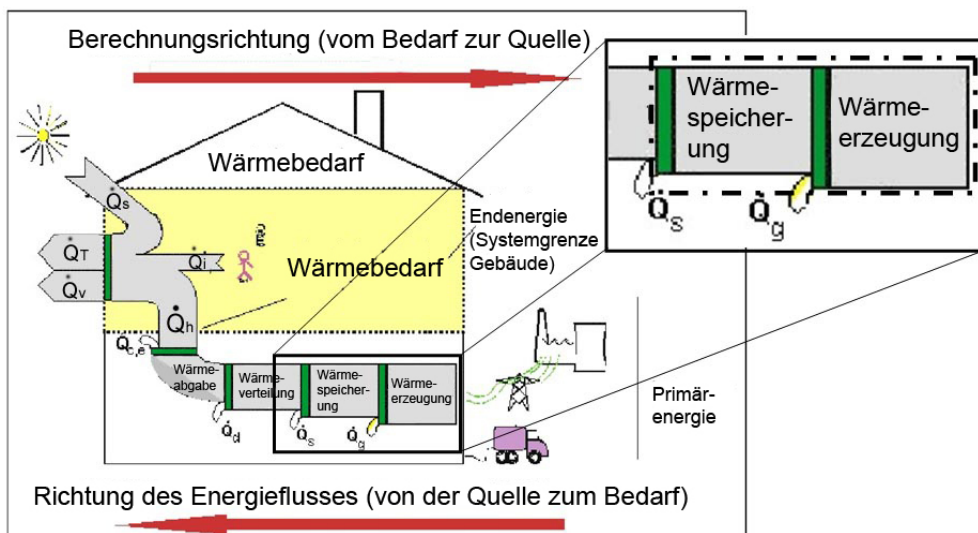 Berechnungsrichtung (vom Bedarf zur Quelle)
Wärme-
speicher-
ung
Wärme-
erzeugung
Q̇s
Q̇g
Wärmebedarf
Q̇s
Q̇T
Q̇i
Q̇v
Wärmebedarf
Endenergie
(Systemgrenze
Gebäude)
Q̇h
Q̇c,e
Wärme-
abgabe
Wärme-
verteilung
Wärme-
speicher-
ung
Wärme-
erzeugung
Q̇d
Q̇s
Q̇g
Primär-
energie
Richtung des Energieflusses (von der Quelle zum Bedarf)